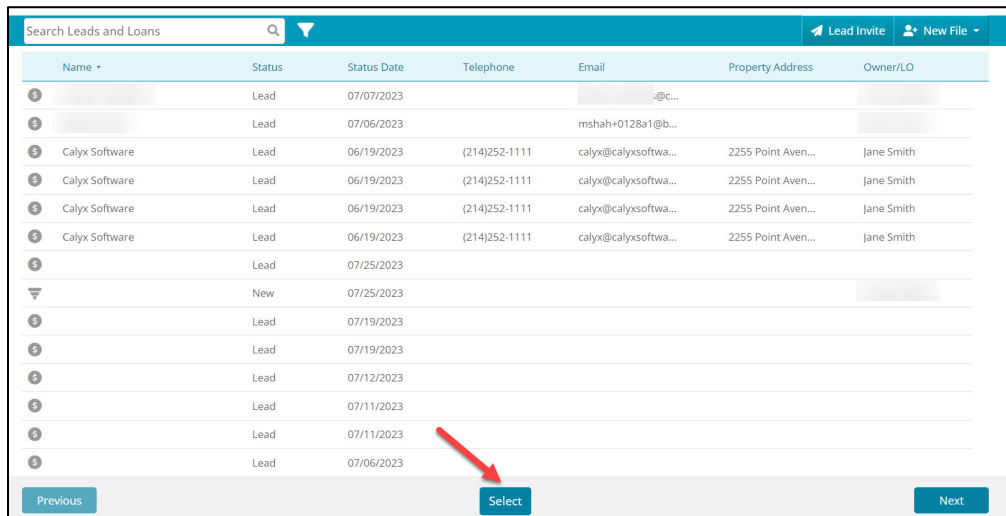 Search Leads and Loans Lead Invite New File
Name Status Status Date Telephone Email Property Address Owner/LO
Lead 07/07/2023 s@c...
Lead 07/06/2023 mshah+0128a1@b...
Calyx Software Lead 06/19/2023 (214)252-1111 calyx@calyxsoftwa... 2255 Point Aven... Jane Smith
Calyx Software Lead 06/19/2023 (214)252-1111 calyx@calyxsoftwa... 2255 Point Aven... Jane Smith
Calyx Software Lead 06/19/2023 (214)252-1111 calyx@calyxsoftwa... 2255 Point Aven... Jane Smith
Calyx Software Lead 06/19/2023 (214)252-1111 calyx@calyxsoftwa... 2255 Point Aven... Jane Smith
Lead 07/25/2023
New 07/25/2023
Lead 07/19/2023
Lead 07/19/2023
Lead 07/12/2023
Lead 07/11/2023
Lead 07/11/2023
Lead 07/06/2023
Previous Select Next